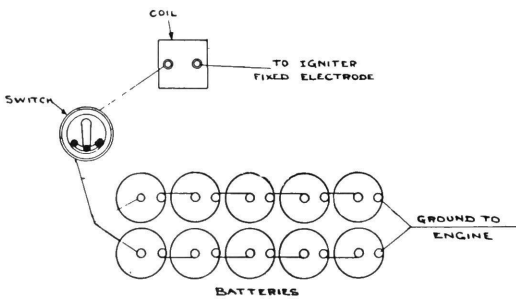 COIL
TO IGNITER
FIXED ELECTRODE
SWITCH
GROUND TO
ENGINE
BATTERIES